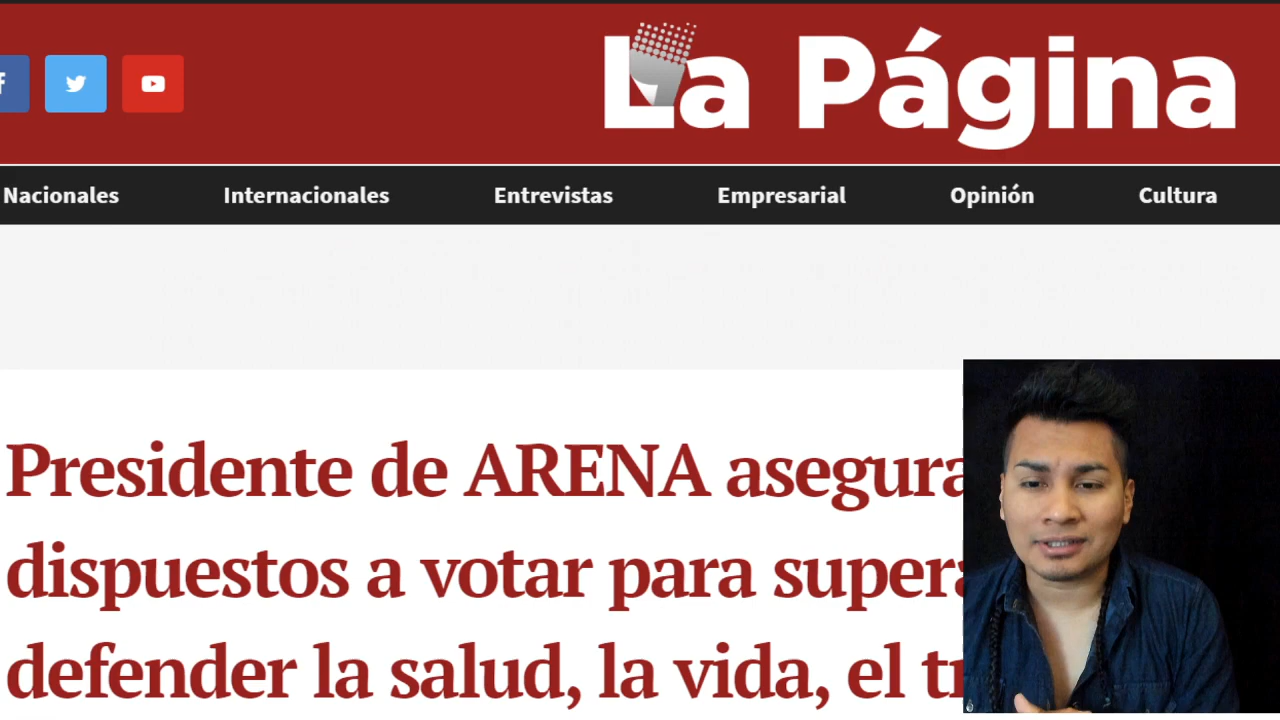 La Página
Nacionales Internacionales Entrevistas Empresarial Opinión Cultura
Presidente de ARENA asegura
dispuestos a votar para
defender la salud, la vida, el